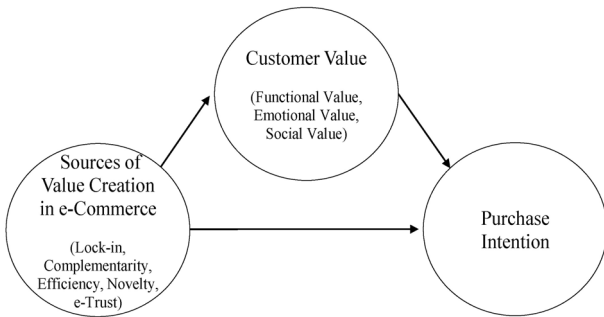 Customer Value
(Functional Value,
Emotional Value,
Social Value)
Sources of
Value Creation
in e-Commerce
(Lock-in,
Complementarity,
Efficiency, Novelty,
e-Trust)
Purchase
Intention